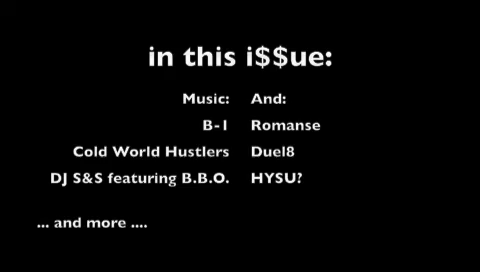 in this i$$ue:
Music: And:
B-1 Romanse
Cold World Hustlers Duel8
DJ S&S featuring B.B.O. HYSU?
... and more ....